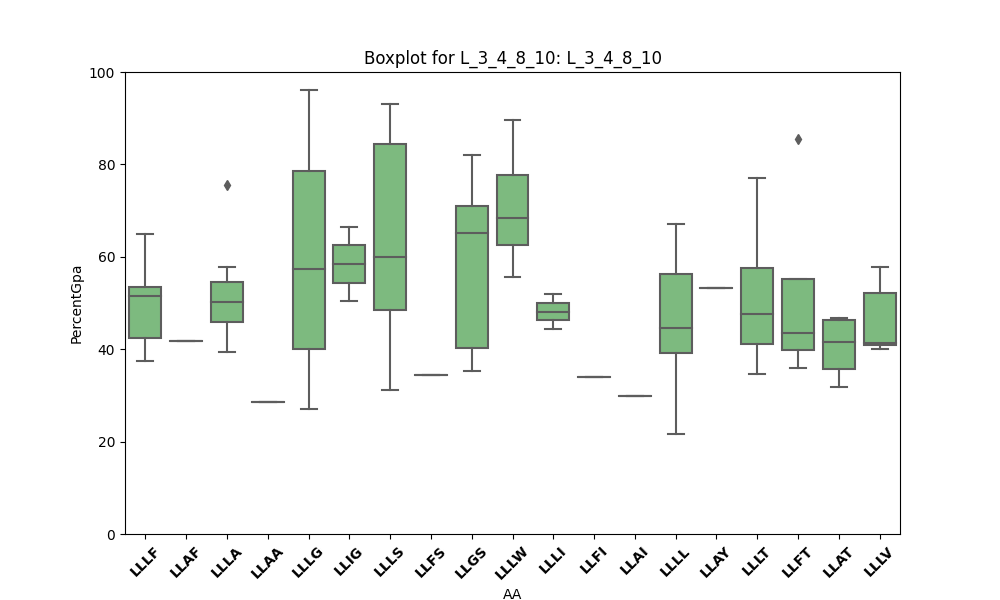 Boxplot for L_3_4_8_10: L_3_4_8_10
PercentGpa
100
80
60
40
20
0
LLLF LLAF LLLA LLAA LLLG LLIG LLLS LLFS LLGS LLLW LLLI LLFI LLAI LLLL LLAY LLLT LLFT LLAT LLLV
AA